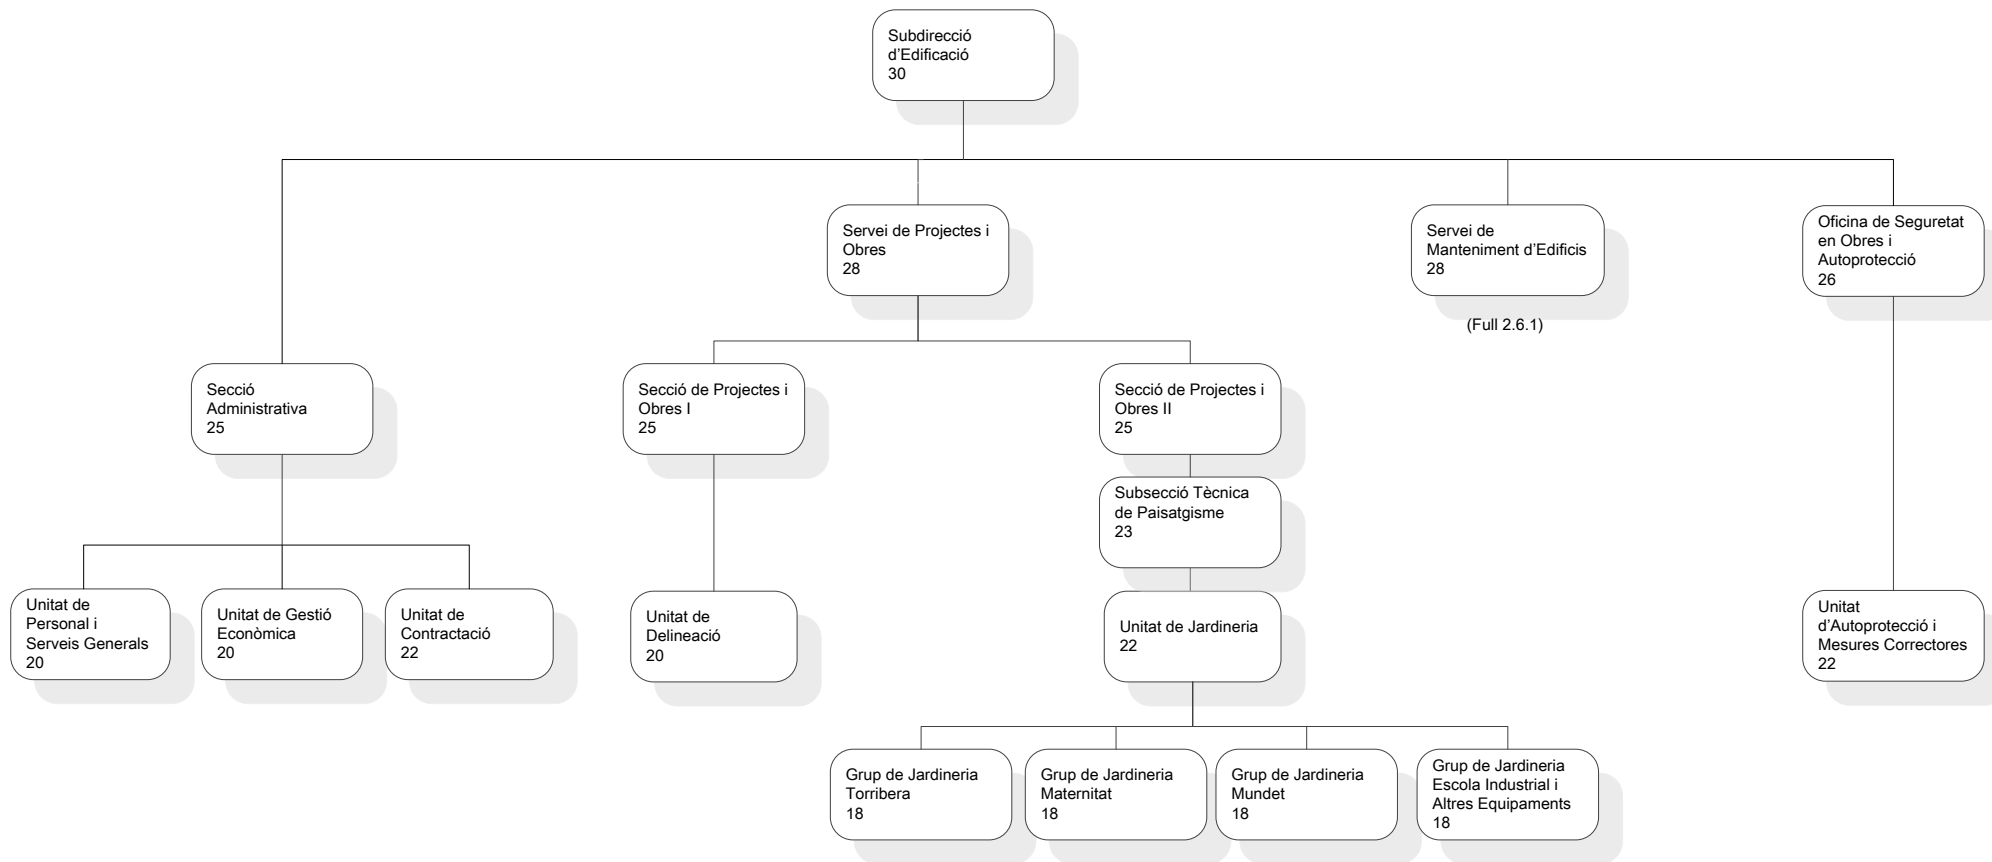 Subdirecció
d'Edificació
30
Servei de Projectes i
Obres
28
Servei de
Manteniment d'Edificis
28
(Full 2.6.1)
Oficina de Seguretat
en Obres i
Autoprotecció
26
Secció
Administrativa
25
Secció de Projectes i
Obres I
25
Secció de Projectes i
Obres II
25
Subsecció Tècnica
de Paisatgisme
23
Unitat de
Personal i
Serveis Generals
20
Unitat de Gestió
Econòmica
20
Unitat de
Contractació
22
Unitat de
Delineació
20
Unitat de Jardineria
22
Unitat
d'Autoprotecció i
Mesures Correctores
22
Grup de Jardineria
Torribera
18
Grup de Jardineria
Maternitat
18
Grup de Jardineria
Mundet
18
Grup de Jardineria
Escola Industrial i
Altres Equipaments
18